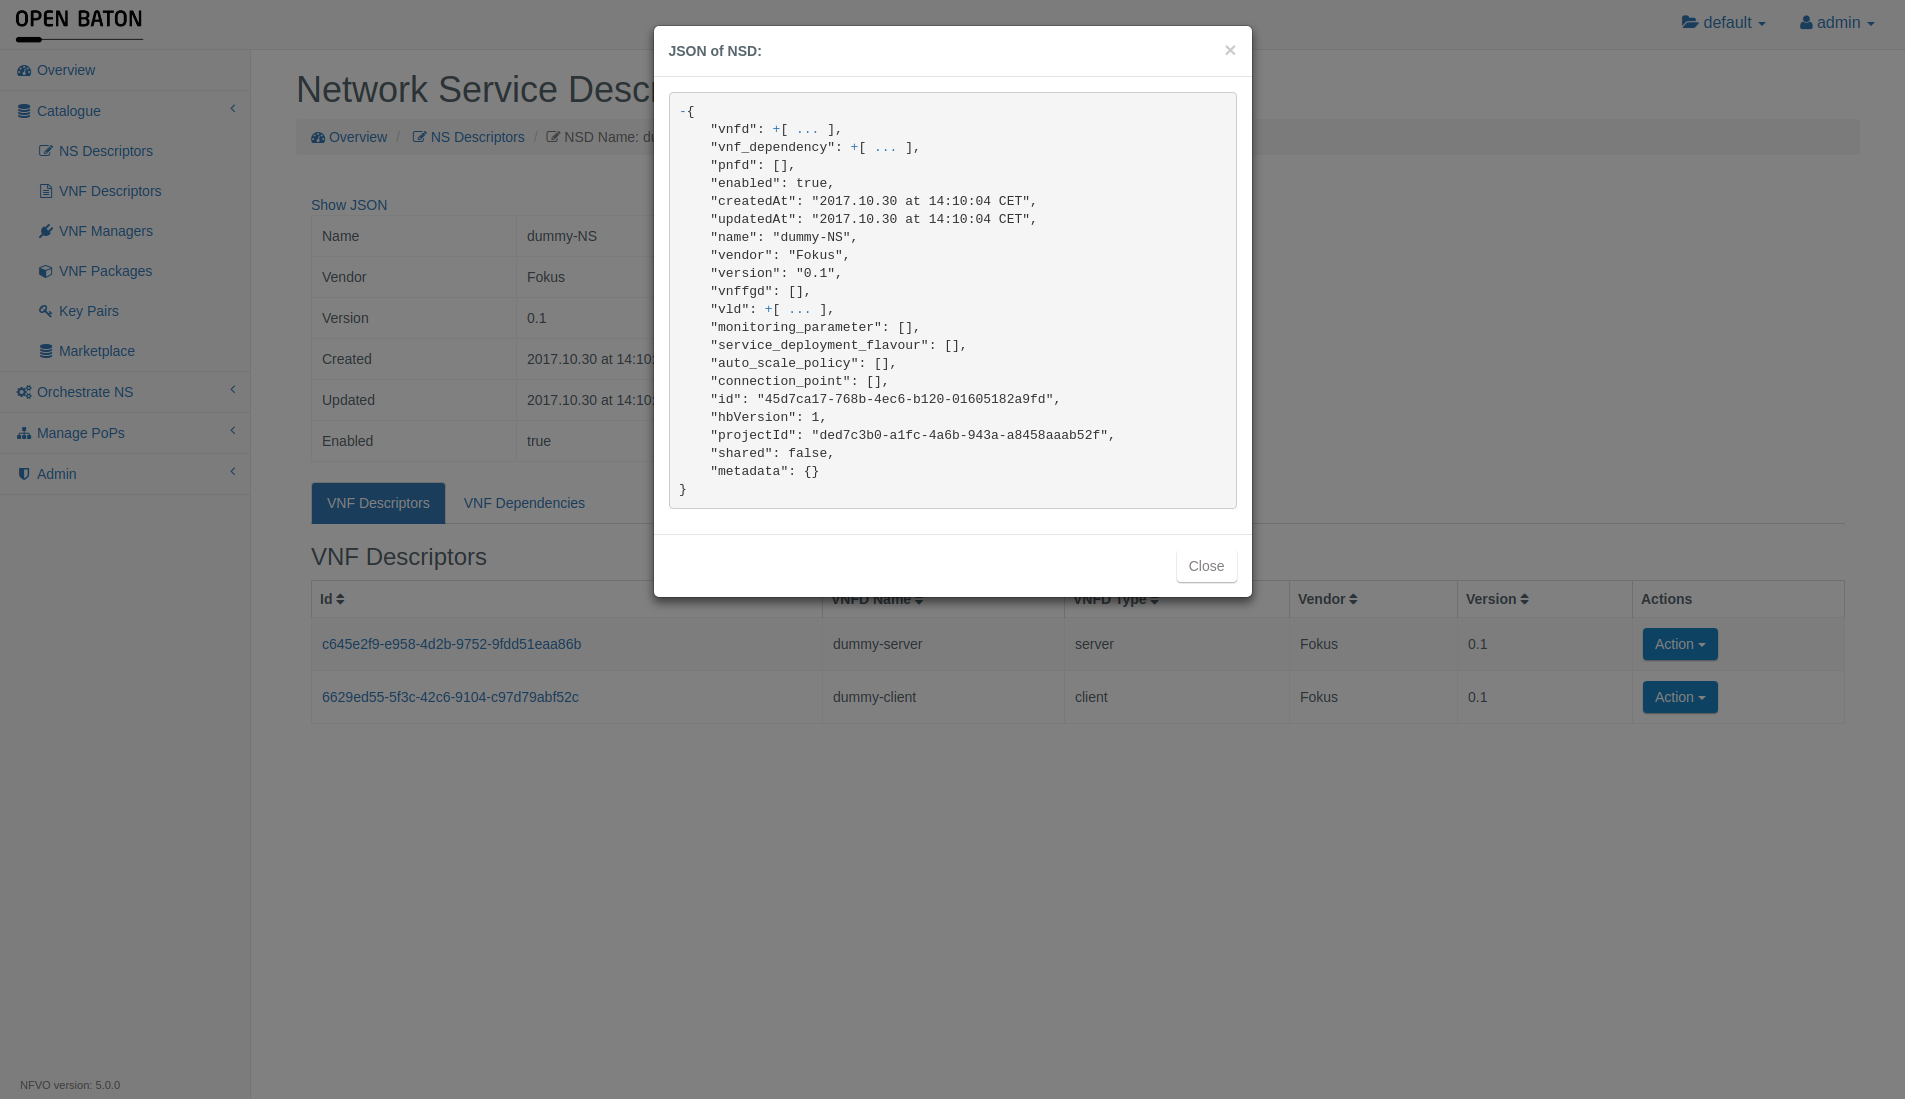 OPEN BATON
default
admin
Overview
Catalogue
NS Descriptors
VNF Descriptors
VNF Managers
VNF Packages
Key Pairs
Marketplace
Orchestrate NS
Manage PoPs
Admin
NFVO version: 5.0.0
Network Service Descr
Overview / NS Descriptors / NSD Name: du
Show JSON
Name dummy-NS
Vendor Fokus
Version 0.1
Created 2017.10.30 at 14:10:
Updated 2017.10.30 at 14:10:
Enabled true
VNF Descriptors VNF Dependencies
VNF Descriptors
Id VNFD Name VNFD Type Vendor Version Actions
c645e2f9-e958-4d2b-9752-9fdd51eaa86b dummy-server server Fokus 0.1 Action
6629ed55-5f3c-42c6-9104-c97d79abf52c dummy-client client Fokus 0.1 Action
JSON of NSD: ×
-{
"vnfd": +[ ... ],
"vnf_dependency": +[ ... ],
"pnfd": [],
"enabled": true,
"createdAt": "2017.10.30 at 14:10:04 CET",
"updatedAt": "2017.10.30 at 14:10:04 CET",
"name": "dummy-NS",
"vendor": "Fokus",
"version": "0.1",
"vnffgd": [],
"vld": +[ ... ],
"monitoring_parameter": [],
"service_deployment_flavour": [],
"auto_scale_policy": [],
"connection_point": [],
"id": "45d7ca17-768b-4ec6-b120-01605182a9fd",
"hbVersion": 1,
"projectId": "ded7c3b0-a1fc-4a6b-943a-a8458aaab52f",
"shared": false,
"metadata": {}
}
Close